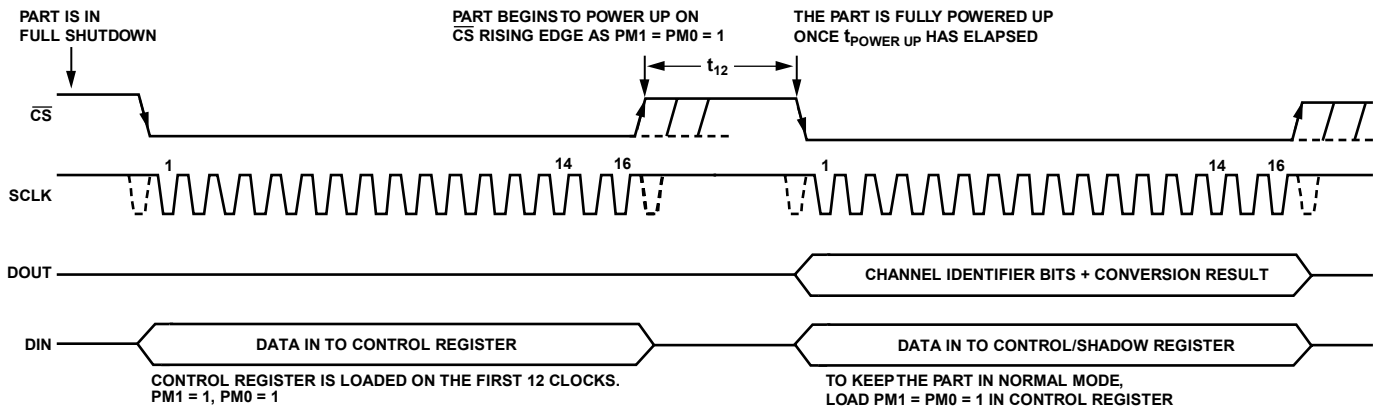 PART IS IN
FULL SHUTDOWN
PART BEGINS TO POWER UP ON
CS RISING EDGE AS PM1 = PM0 = 1
THE PART IS FULLY POWERED UP
ONCE tPOWER UP HAS ELAPSED
t12
CS
1
14
16
1
14
16
SCLK
DOUT
CHANNEL IDENTIFIER BITS + CONVERSION RESULT
DIN
DATA IN TO CONTROL REGISTER
DATA IN TO CONTROL/SHADOW REGISTER
CONTROL REGISTER IS LOADED ON THE FIRST 12 CLOCKS.
PM1 = 1, PM0 = 1
TO KEEP THE PART IN NORMAL MODE,
LOAD PM1 = PM0 = 1 IN CONTROL REGISTER